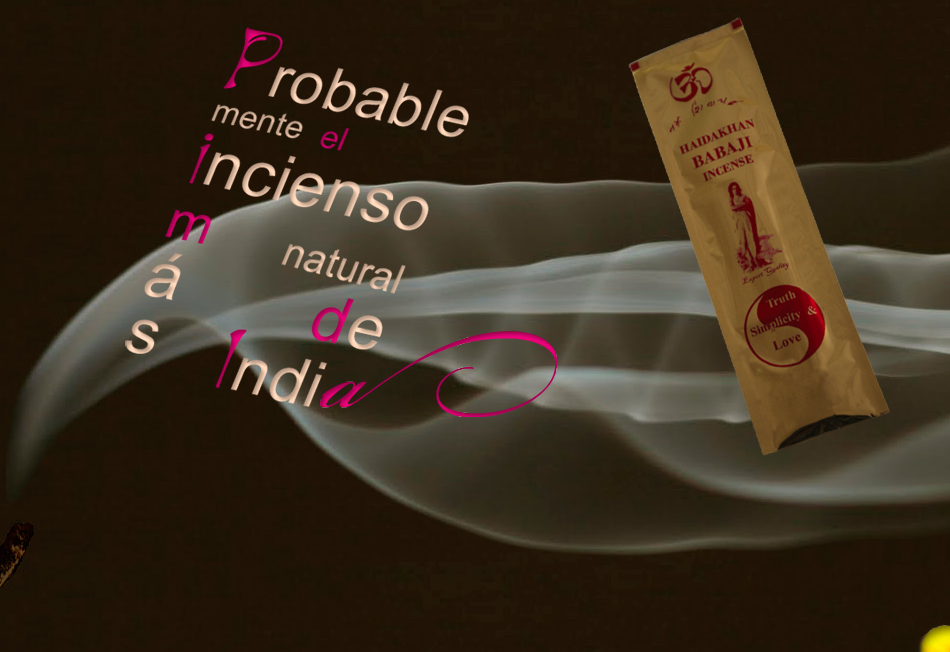 Probable
mente el
incienso
más
natural
de
India
HAIDAKHAN
BABAJI
INCENSE
Truth
Simplicity &
Love